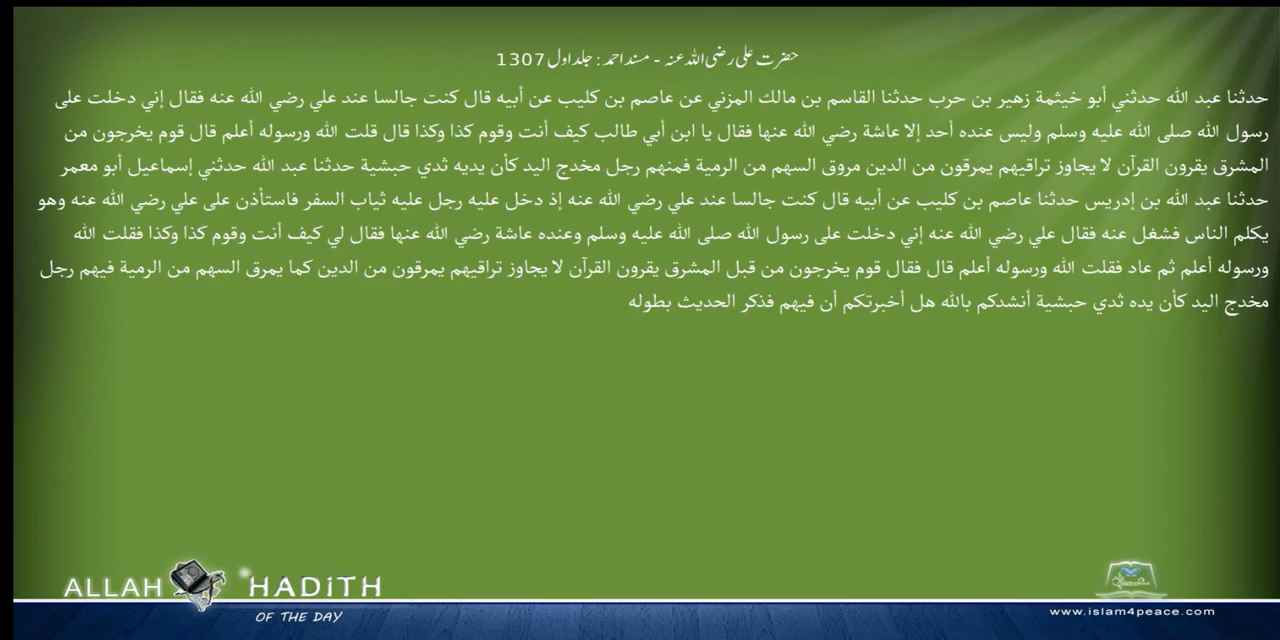 حضرت علی رضی اللہ عنہ - مسند احمد : جلد اول 1307
حدثنا عبد الله حدثني أبو خيثمة زهير بن حرب حدثنا القاسم بن مالك المزني عن عاصم بن كليب عن أبيه قال كنت جالسا عند علي رضي الله عنه فقال إني دخلت على
رسول الله صلى الله عليه وسلم وليس عنده أحد إلا عاشة رضي الله عنها فقال يا ابن أبي طالب كيف أنت وقوم كذا وكذا قال قلت الله ورسوله أعلم قال قوم يخرجون من
المشرق يقرون القرآن لا يجاوز تراقيهم يمرقون من الدين مروق السهم من الرمية فمنهم رجل مخدج اليد كأن يديه ثدي حبشية حدثنا عبد الله حدثني إسماعيل أبو معمر
حدثنا عبد الله بن إدريس حدثنا عاصم بن كليب عن أبيه قال كنت جالسا عند علي رضي الله عنه إذ دخل عليه رجل عليه ثياب السفر فاستأذن على علي رضي الله عنه وهو
يكلم الناس فشغل عنه فقال علي رضي الله عنه إني دخلت على رسول الله صلى الله عليه وسلم وعنده عاشة رضي الله عنها فقال لي كيف أنت وقوم كذا وكذا فقلت الله
ورسوله أعلم ثم عاد فقلت الله ورسوله أعلم قال فقال قوم يخرجون من قبل المشرق يقرون القرآن لا يجاوز تراقيهم يمرقون من الدين كما يمرق السهم من الرمية فيهم رجل
مخدج اليد كأن يده ثدي حبشية أنشدكم بالله هل أخبرتكم أن فيهم فذكر الحديث بطوله
ALLAH HADITH
OF THE DAY
www.islam4peace.com